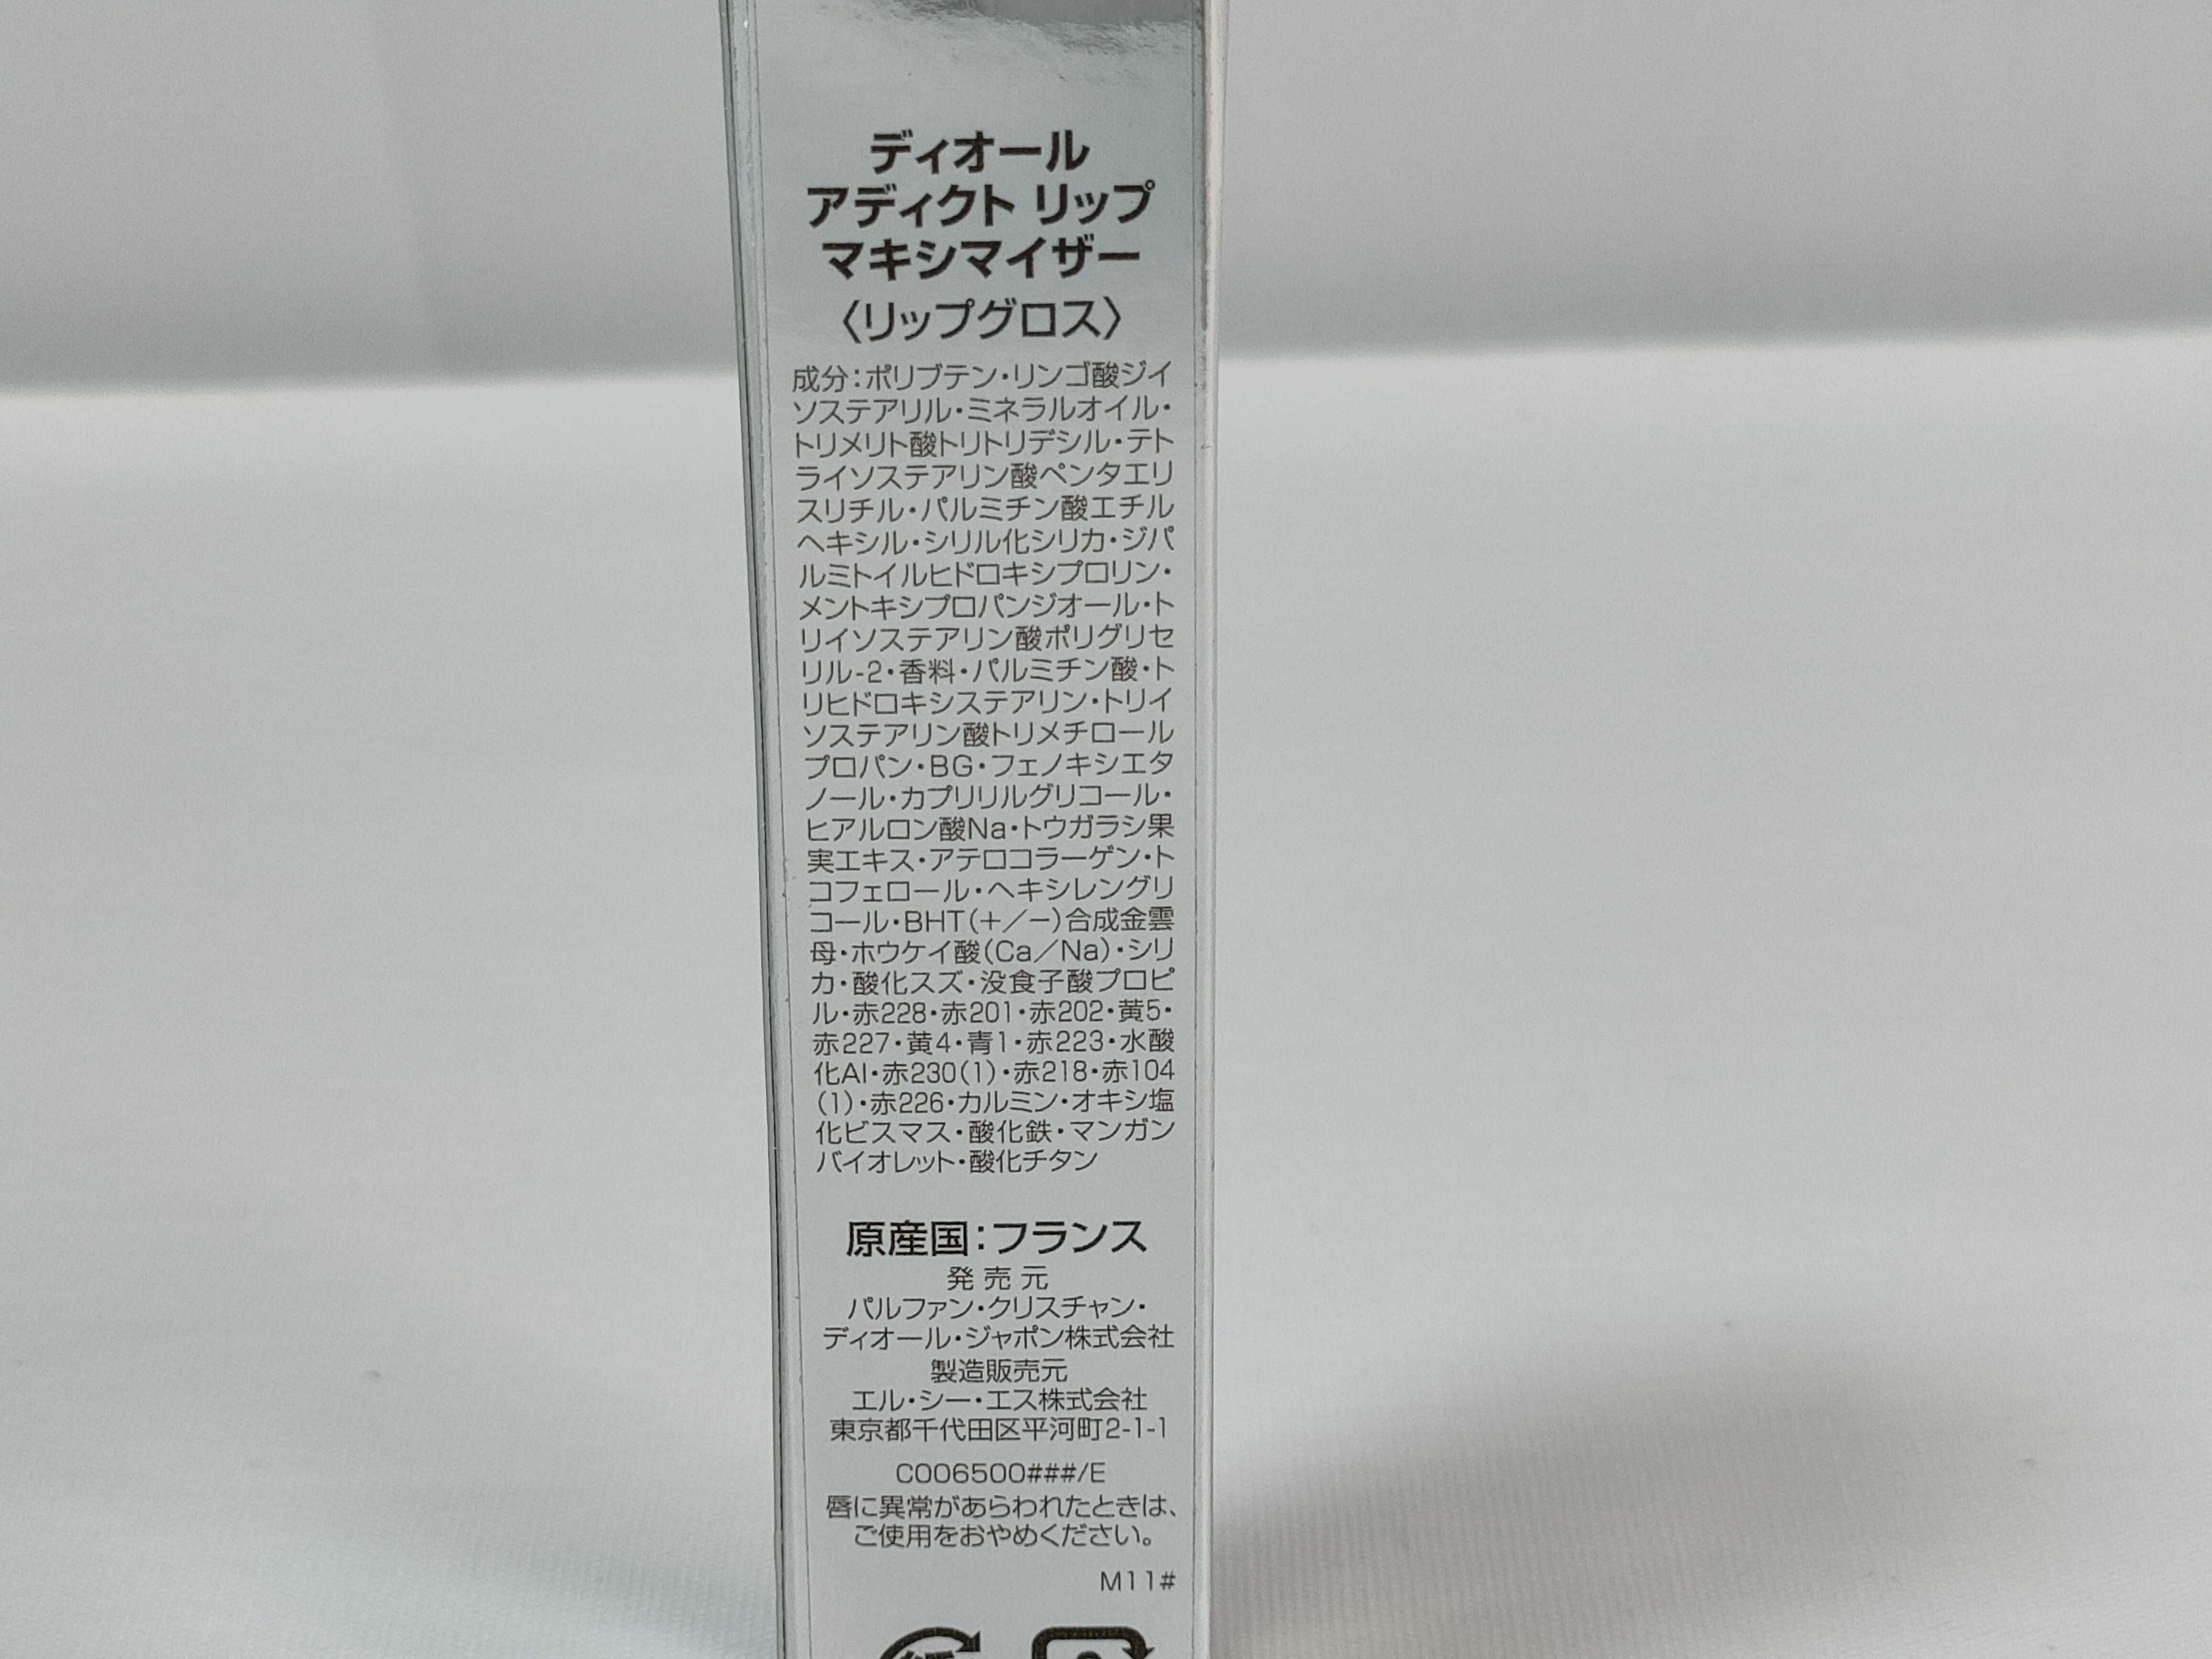 ディオール
アディクト リップ
マキシマイザー
〈リップグロス〉
成分：ポリブテン・リンゴ酸ジイ
ソステアリル・ミネラルオイル・
トリメリト酸トリトリデシル・テト
ライソステアリン酸ペンタエリ
スリチル・パルミチン酸エチル
ヘキシル・シリル化シリカ・ジパ
ルミトイルヒドロキシプロリン・
メントキシプロパンジオール・ト
リイソステアリン酸ポリグリセ
リル-2・香料・パルミチン酸・ト
リヒドロキシステアリン・トリイ
ソステアリン酸トリメチロール
プロパン・BG・フェノキシエタ
ノール・カプリリルグリコール・
ヒアルロン酸Na・トウガラシ果
実エキス・アテロコラーゲン・ト
コフェロール・ヘキシレングリ
コール・BHT(＋／－)合成金雲
母・ホウケイ酸(Ca／Na)・シリ
カ・酸化スズ・没食子酸プロピ
ル・赤228・赤201・赤202・黄5・
赤227・黄4・青1・赤223・水酸
化Al・赤230(1)・赤218・赤104
(1)・赤226・カルミン・オキシ塩
化ビスマス・酸化鉄・マンガン
バイオレット・酸化チタン
原産国：フランス
発売元
パルファン・クリスチャン・
ディオール・ジャポン株式会社
製造販売元
エル・シー・エス株式会社
東京都千代田区平河町2-1-1
C006500###/E
唇に異常があらわれたときは、
ご使用をおやめください。
M11#